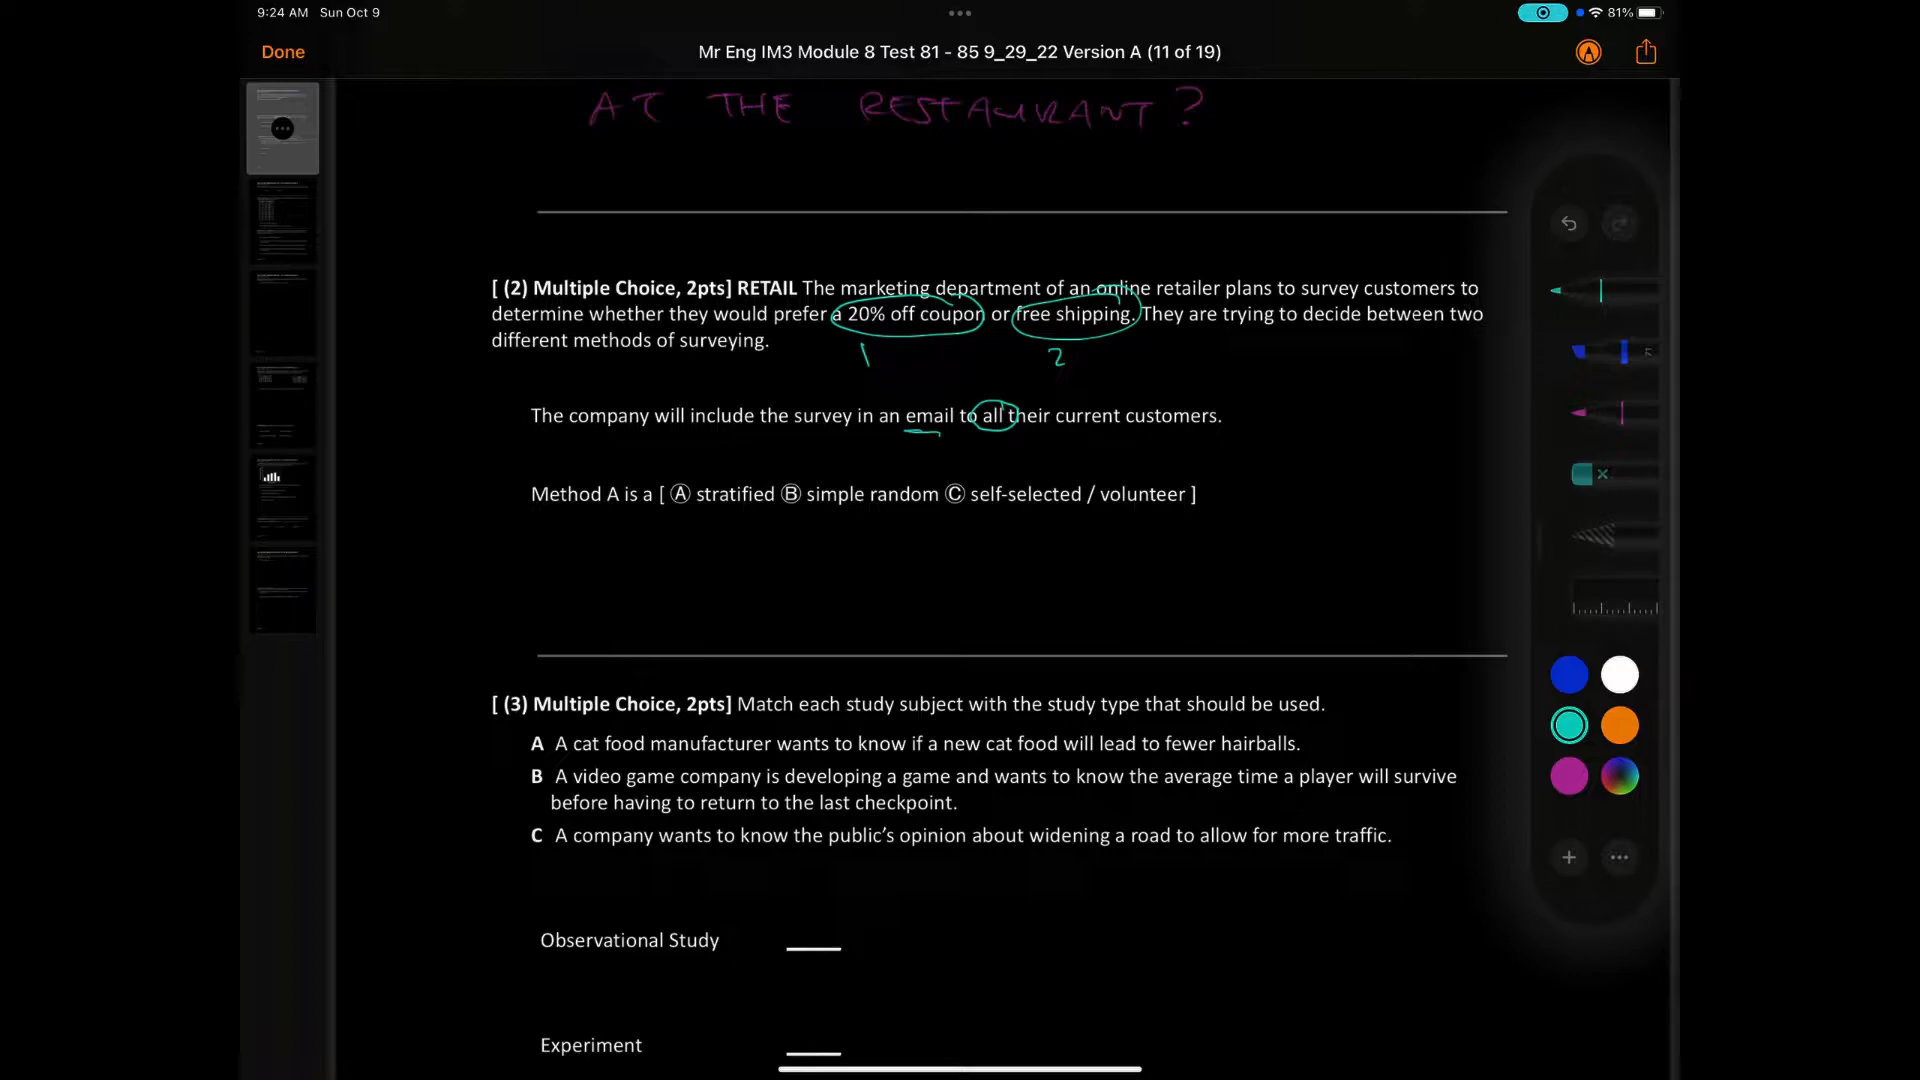 9:24 AM Sun Oct 9
81%
Done
Mr Eng IM3 Module 8 Test 81 - 85 9_29_22 Version A (11 of 19)
AT THE RESTAURANT?
[ (2) Multiple Choice, 2pts] RETAIL The marketing department of an online retailer plans to survey customers to
determine whether they would prefer a 20% off coupon or free shipping. They are trying to decide between two
different methods of surveying.
1 2
The company will include the survey in an email to all their current customers.
Method A is a [ Ⓐ stratified Ⓑ simple random Ⓒ self-selected / volunteer ]
[ (3) Multiple Choice, 2pts] Match each study subject with the study type that should be used.
A A cat food manufacturer wants to know if a new cat food will lead to fewer hairballs.
B A video game company is developing a game and wants to know the average time a player will survive
before having to return to the last checkpoint.
C A company wants to know the public’s opinion about widening a road to allow for more traffic.
Observational Study
Experiment